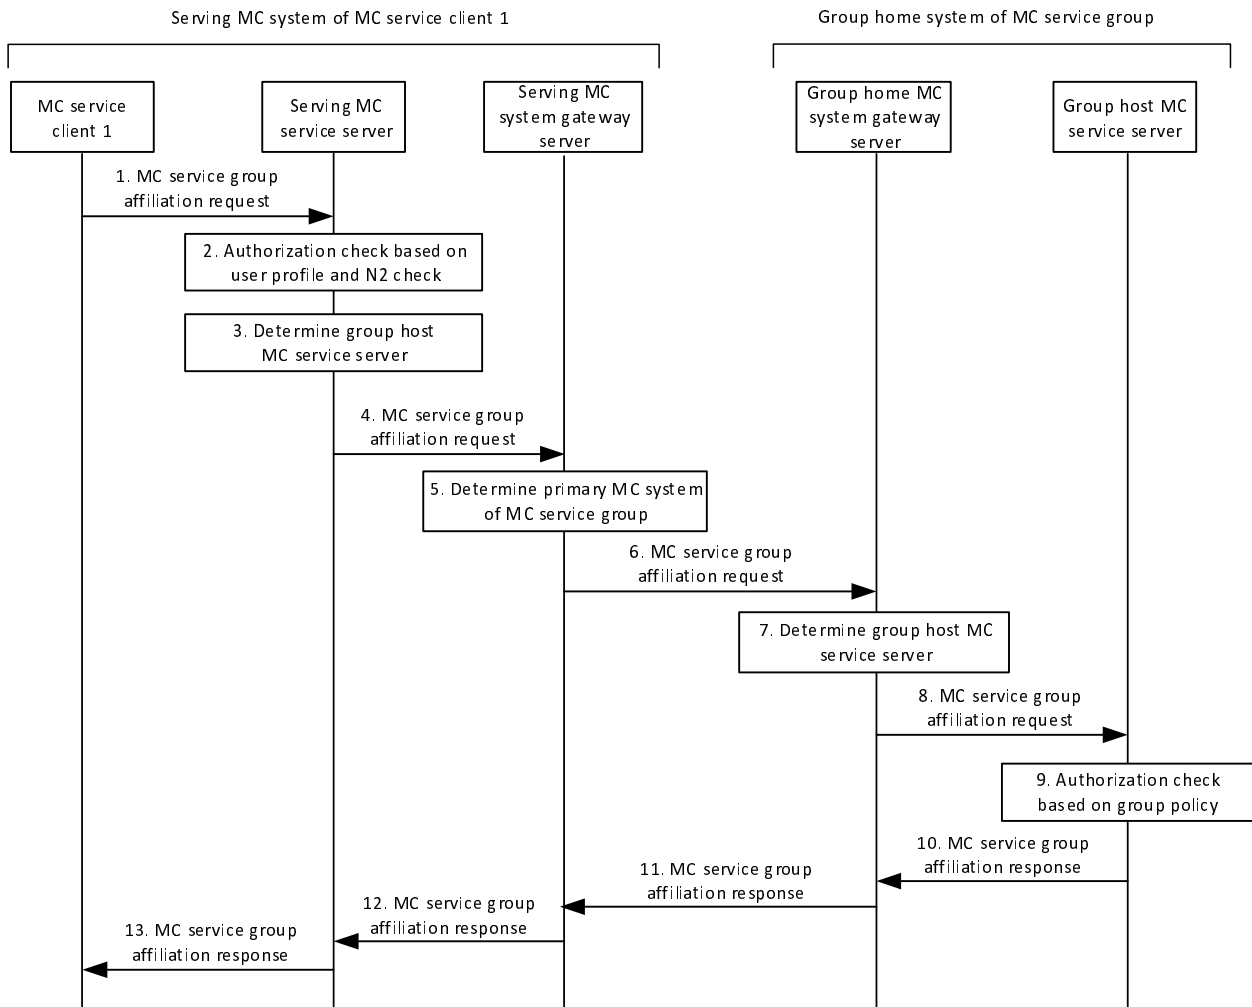 Serving MC system of MC service client 1
Group home system of MC service group
MC service
client 1
Serving MC
service server
Serving MC
system gateway
server
Group home MC
system gateway
server
Group host MC
service server
1. MC service group
affiliation request
2. Authorization check based on
user profile and N2 check
3. Determine group host
MC service server
4. MC service group
affiliation request
5. Determine primary MC system
of MC service group
6. MC service group
affiliation request
7. Determine group host MC
service server
8. MC service group
affiliation request
9. Authorization check
based on group policy
10. MC service group
affiliation response
11. MC service group
affiliation response
12. MC service group
affiliation response
13. MC service group
affiliation response